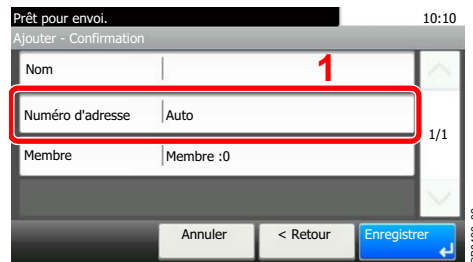 Prêt pour envoi. 10:10
Ajouter - Confirmation
Nom 1
Numéro d'adresse Auto
1/1
Membre Membre :0
Annuler < Retour Enregistrer